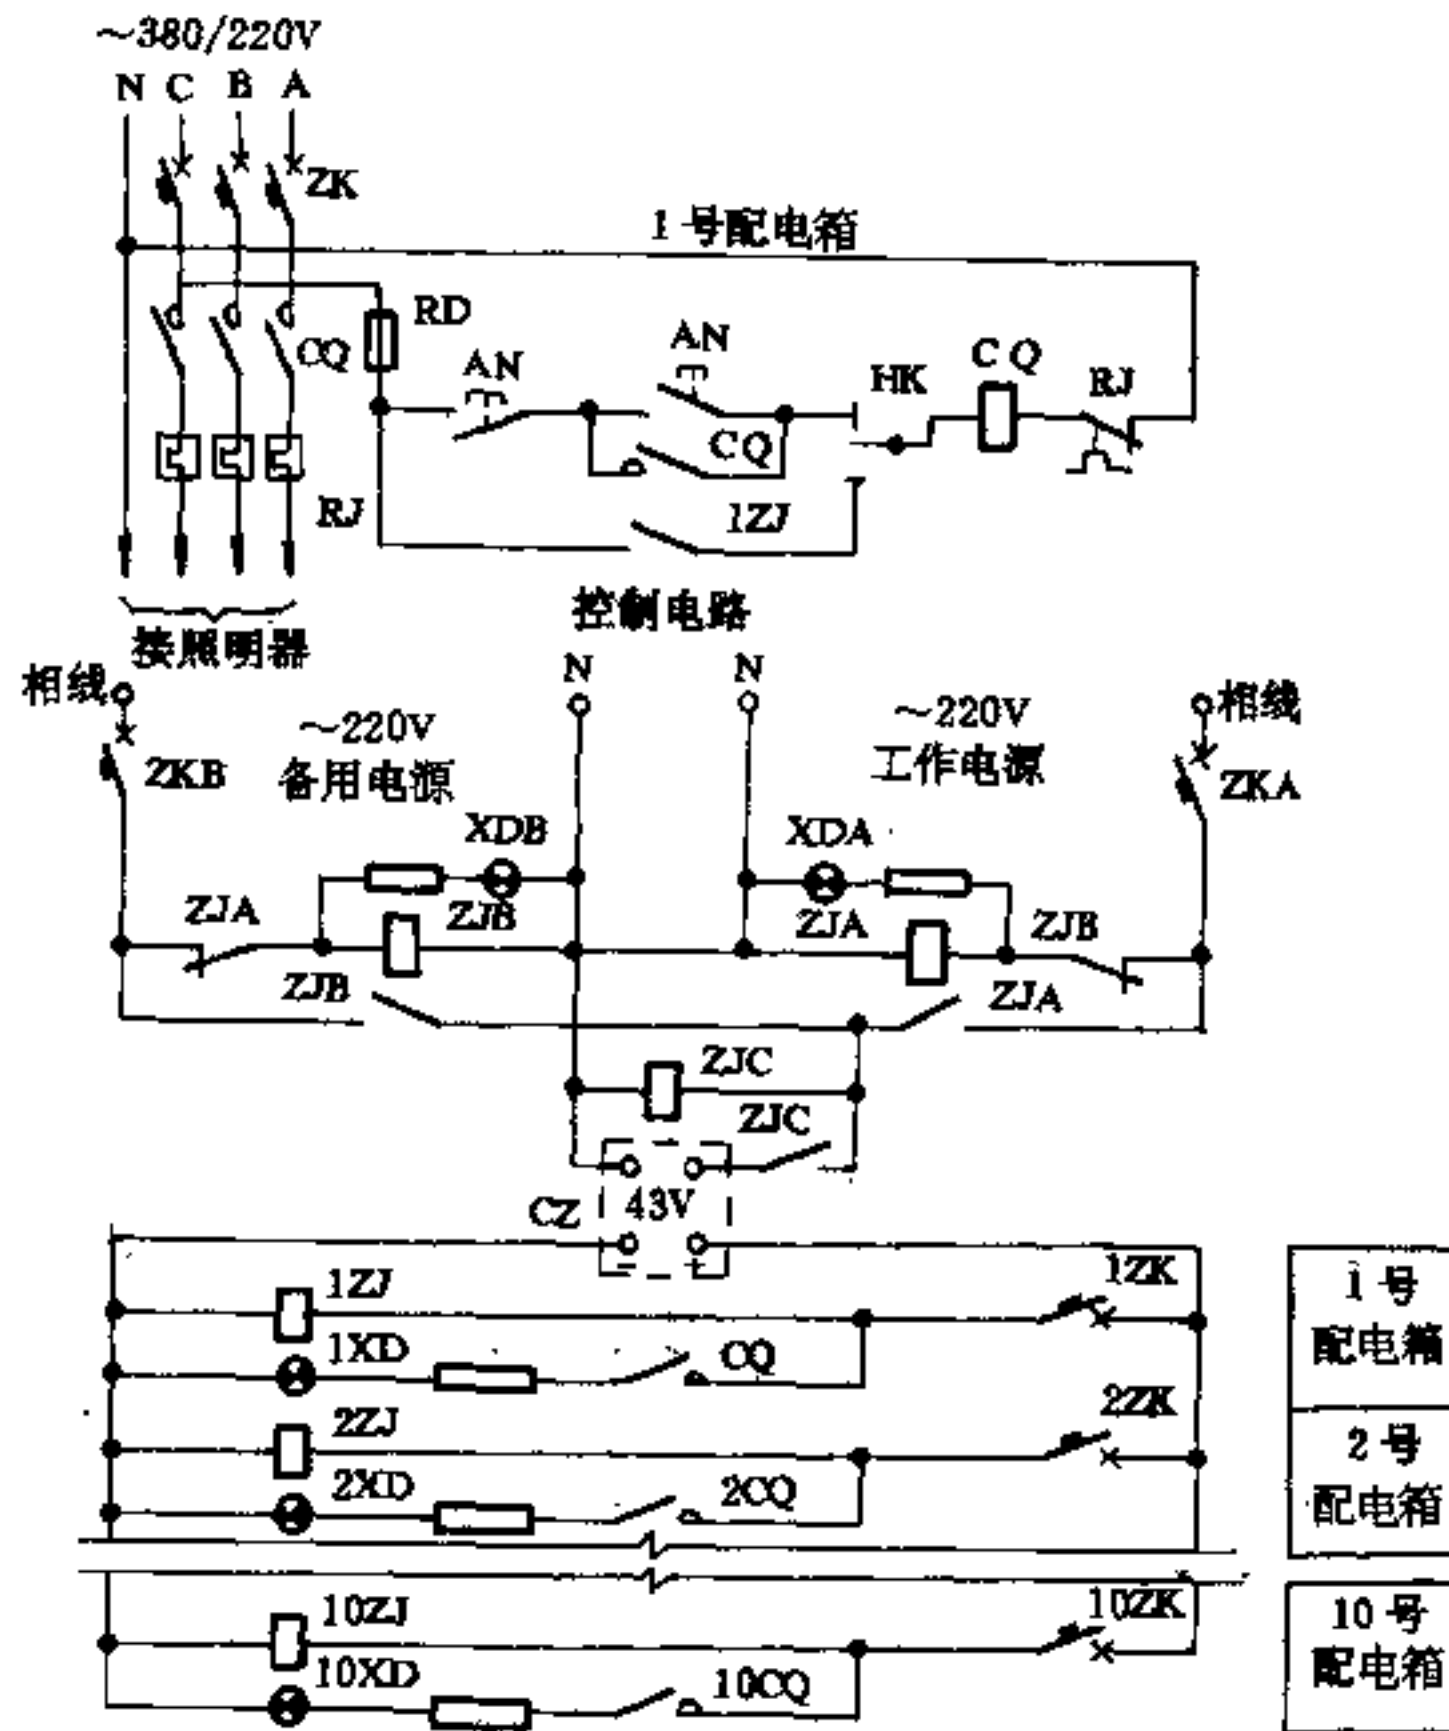 ~380/220V
N C B A
ZK
1号配电箱
RD
AN
AN
CQ
HK
CQ
RJ
CQ
RJ
1ZJ
接照明器
控制电路
相线
N
N
相线
~220V
备用电源
~220V
工作电源
ZKB
ZKA
XDB
XDA
ZJA
ZJB
ZJA
ZJB
ZJB
ZJA
ZJC
ZJC
CZ
43V
- +
1ZJ
1ZK
1号
配电箱
1XD
CQ
2ZJ
2ZK
2号
配电箱
2XD
2CQ
10ZJ
10ZK
10号
配电箱
10XD
10CQ